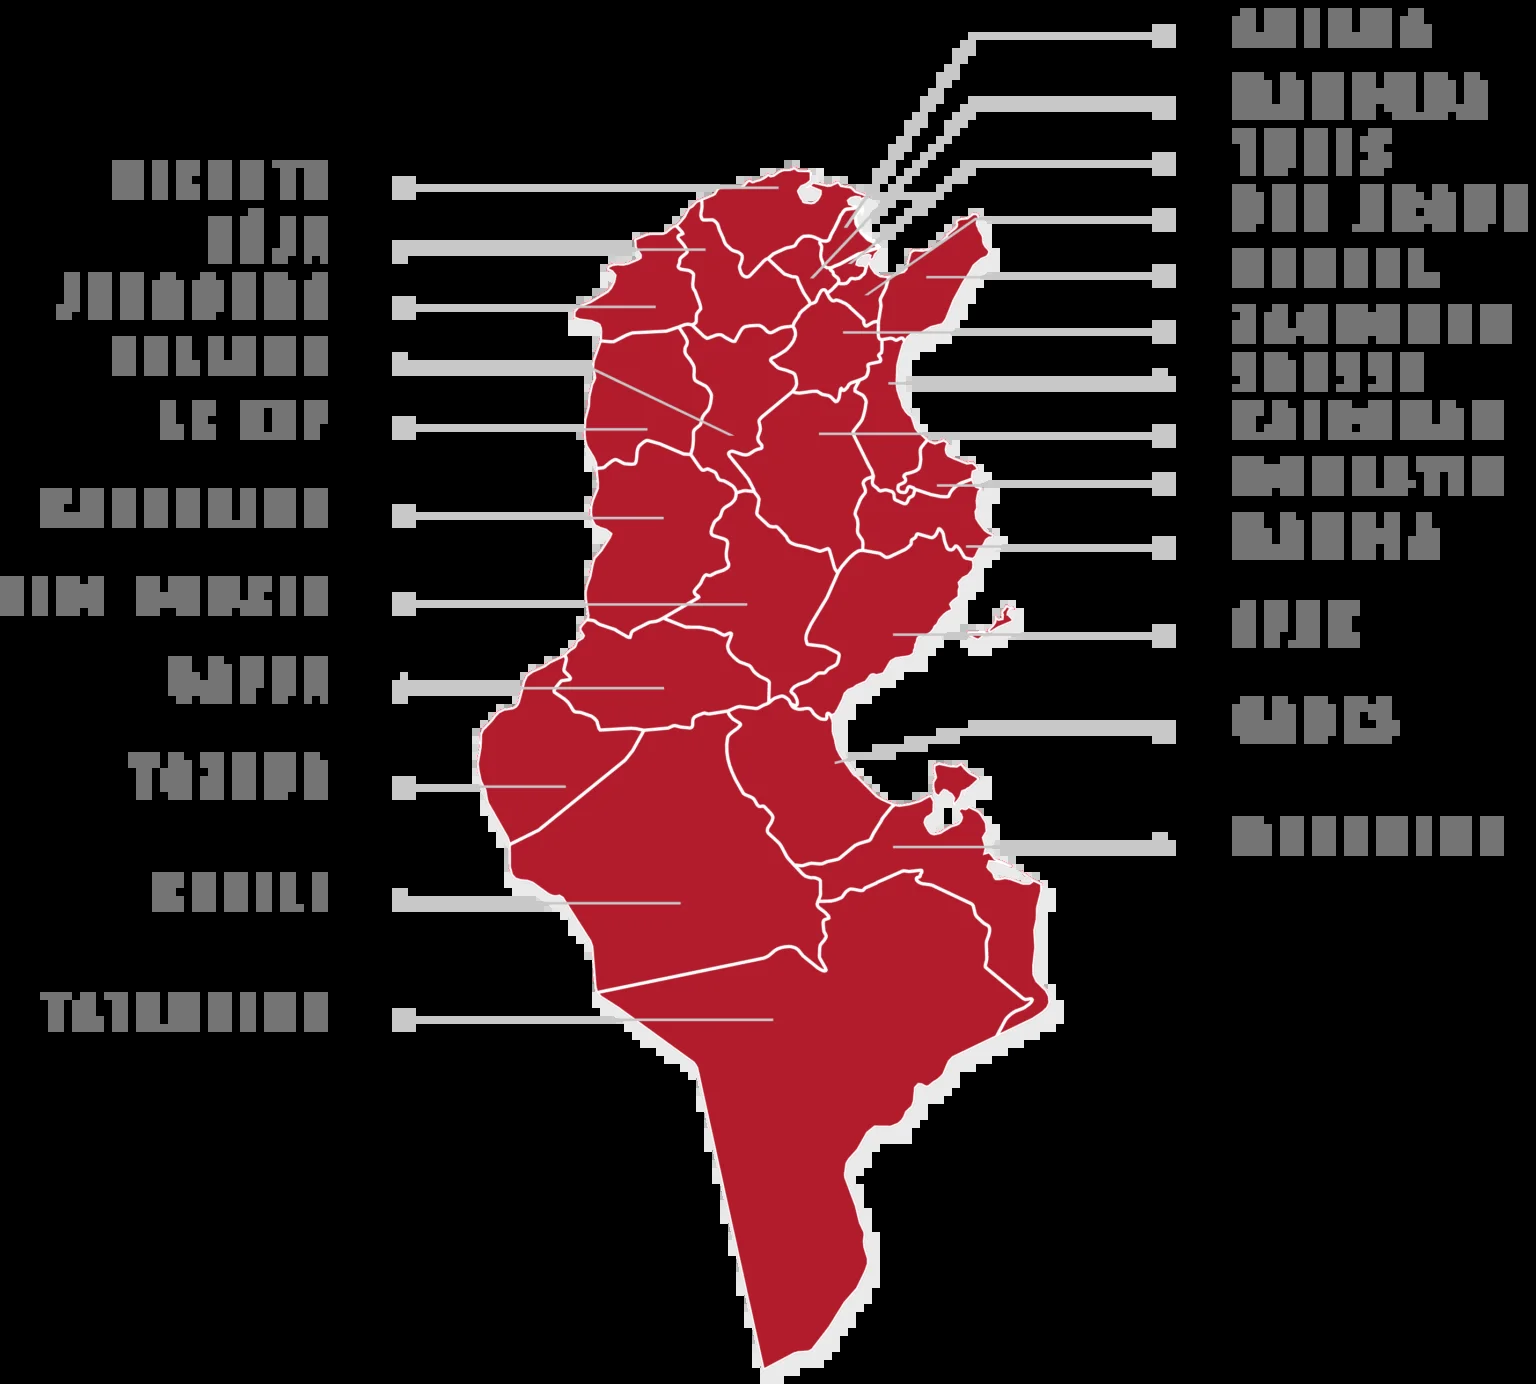 BIZERTE
BÉJA
JENDOUBA
SILIANA
LE KEF
KASSERINE
SIDI BOUZID
GAFSA
TOZEUR
KEBILI
TATAOUINE
ARIANA
MANOUBA
TUNIS
BEN AROUS
NABEUL
ZAGHOUAN
SOUSSE
KAIROUAN
MONASTIR
MAHDIA
SFAX
GABES
MEDENINE